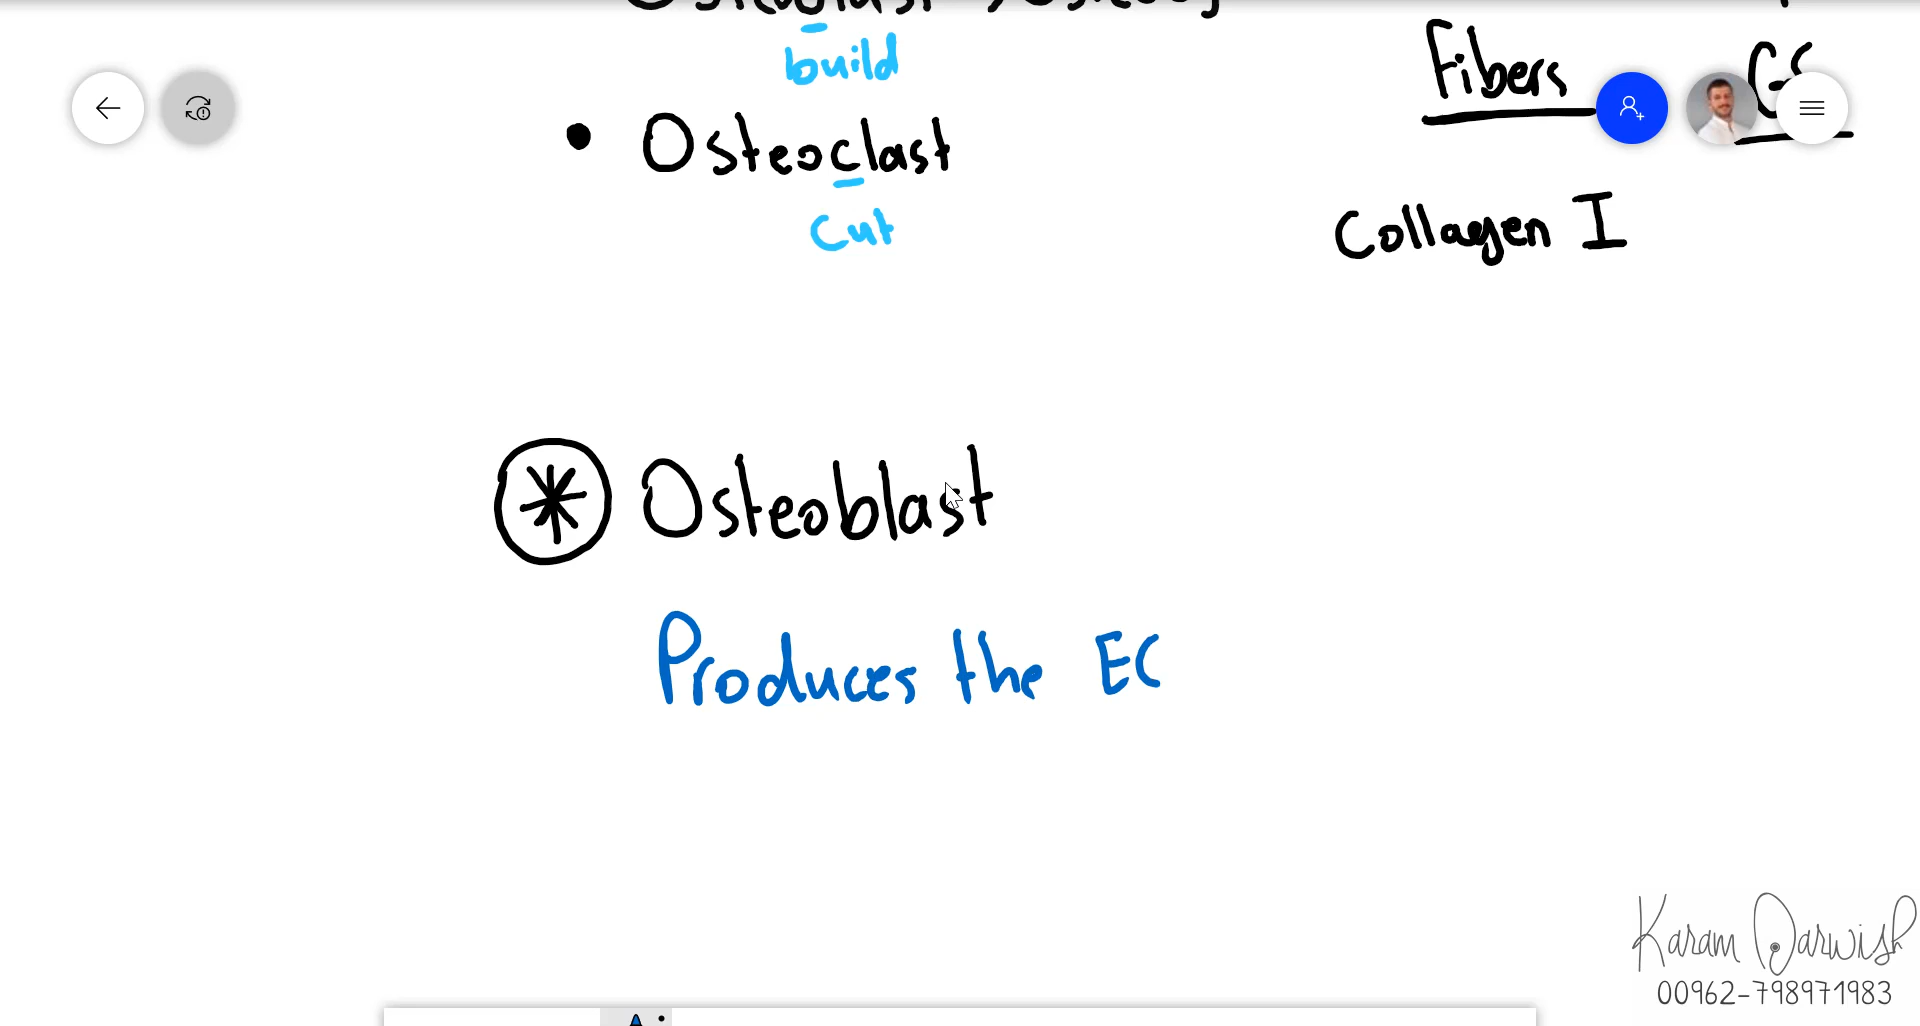 build
Fibers
• Osteoclast
cut
Collagen I
Osteoblast
Produces the EC
Karam Darwish
00962-798971983